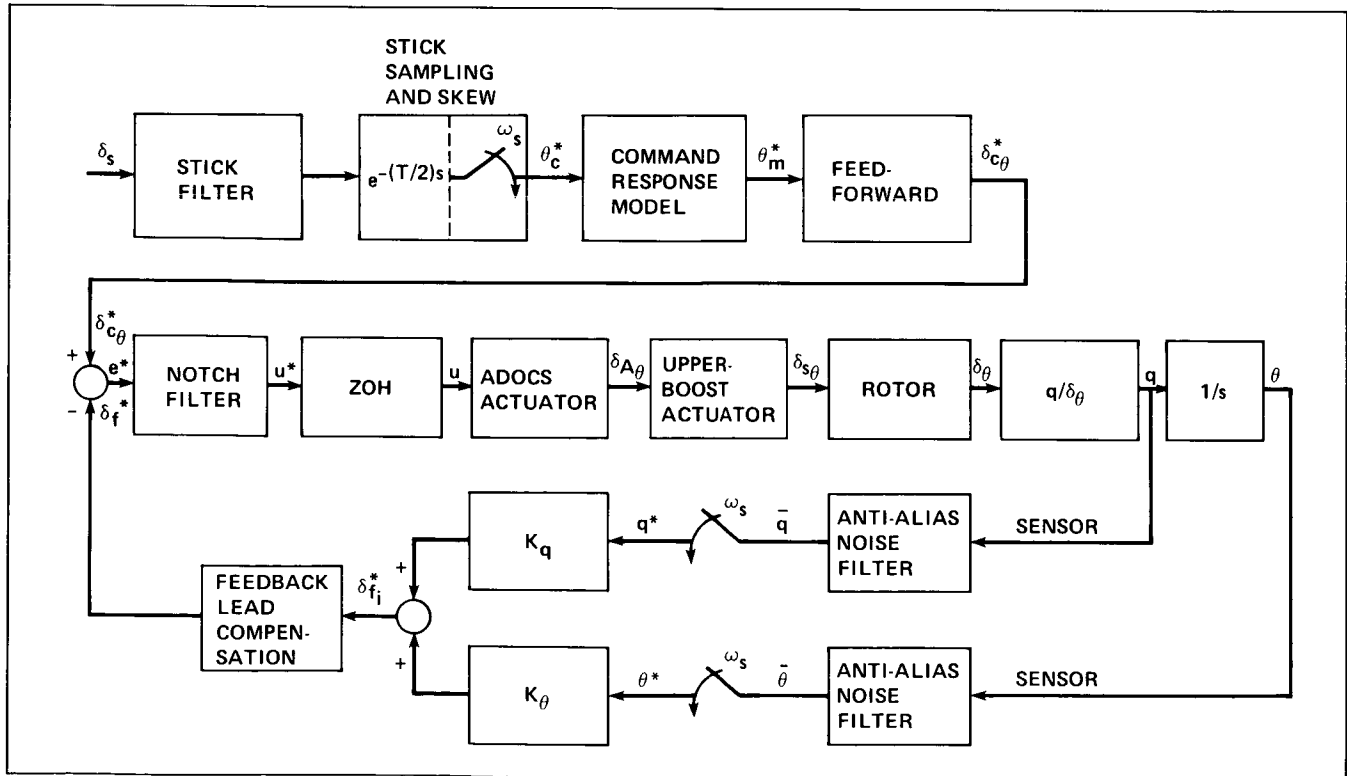 STICK
SAMPLING
AND SKEW
δs
STICK
FILTER
e-(T/2)s
ωs
θc*
COMMAND
RESPONSE
MODEL
θm*
FEED-
FORWARD
δcθ*
δcθ*
+
e*
-
δf*
NOTCH
FILTER
u*
ZOH
u
ADOCS
ACTUATOR
δAθ
UPPER-
BOOST
ACTUATOR
δsθ
ROTOR
δθ
q/δθ
q
1/s
θ
Kq
q*
ωs
q̄
ANTI-ALIAS
NOISE
FILTER
SENSOR
FEEDBACK
LEAD
COMPEN-
SATION
δfi*
+
+
Kθ
θ*
ωs
θ̄
ANTI-ALIAS
NOISE
FILTER
SENSOR